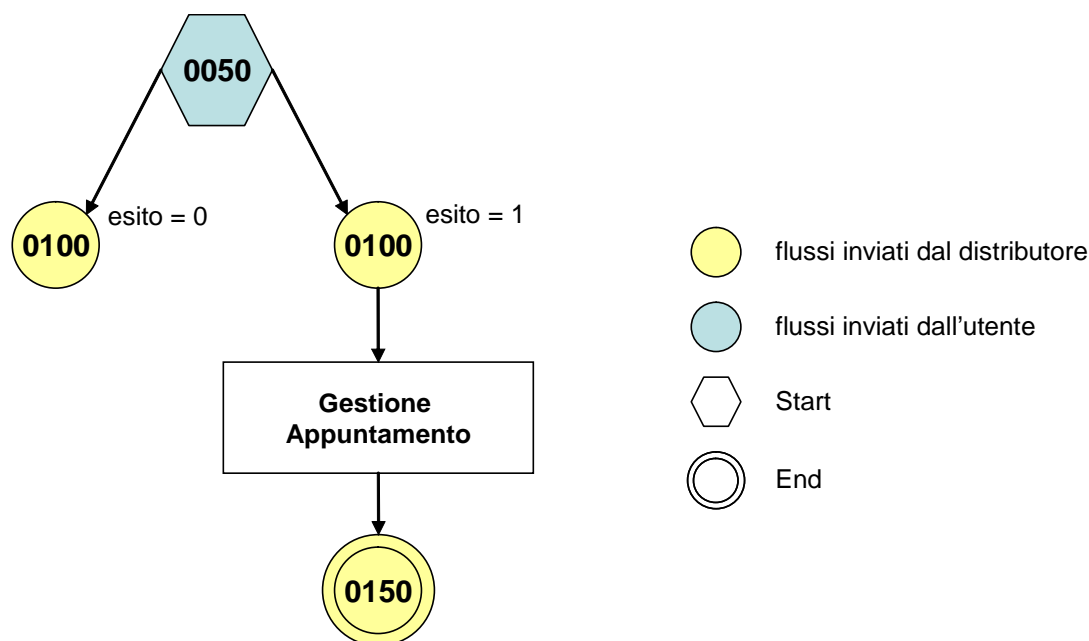 0050
esito = 0
esito = 1
0100
0100
Gestione
Appuntamento
0150
flussi inviati dal distributore
flussi inviati dall'utente
Start
End